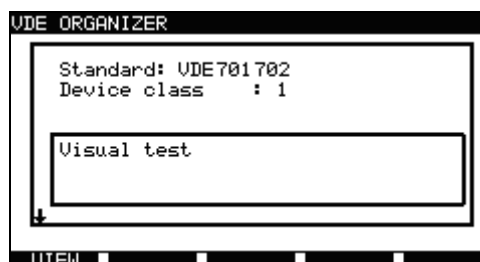 VDE ORGANIZER
Standard: VDE701702
Device class    : 1
Visual test
VIEW